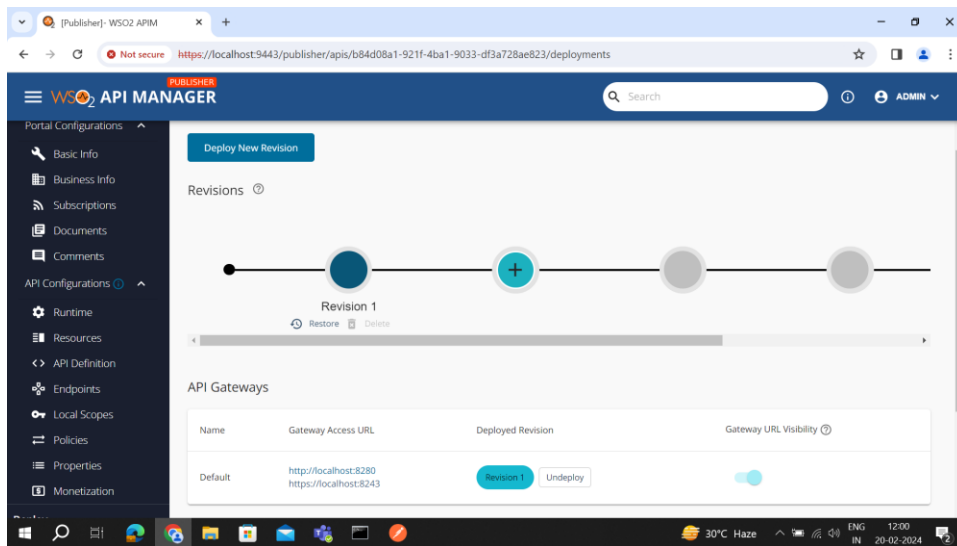 [Publisher]- WSO2 APIM
Not secure https://localhost:9443/publisher/apis/b84d08a1-921f-4ba1-9033-df3a728ae823/deployments
PUBLISHER
WSO2 API MANAGER
Search
ADMIN
Portal Configurations
Basic Info
Business Info
Subscriptions
Documents
Comments
API Configurations
Runtime
Resources
API Definition
Endpoints
Local Scopes
Policies
Properties
Monetization
Deploy New Revision
Revisions
Revision 1
Restore Delete
API Gateways
Name Gateway Access URL Deployed Revision Gateway URL Visibility
Default http://localhost:8280 Revision 1 Undeploy
https://localhost:8243
30°C Haze
ENG
IN
12:00
20-02-2024
2